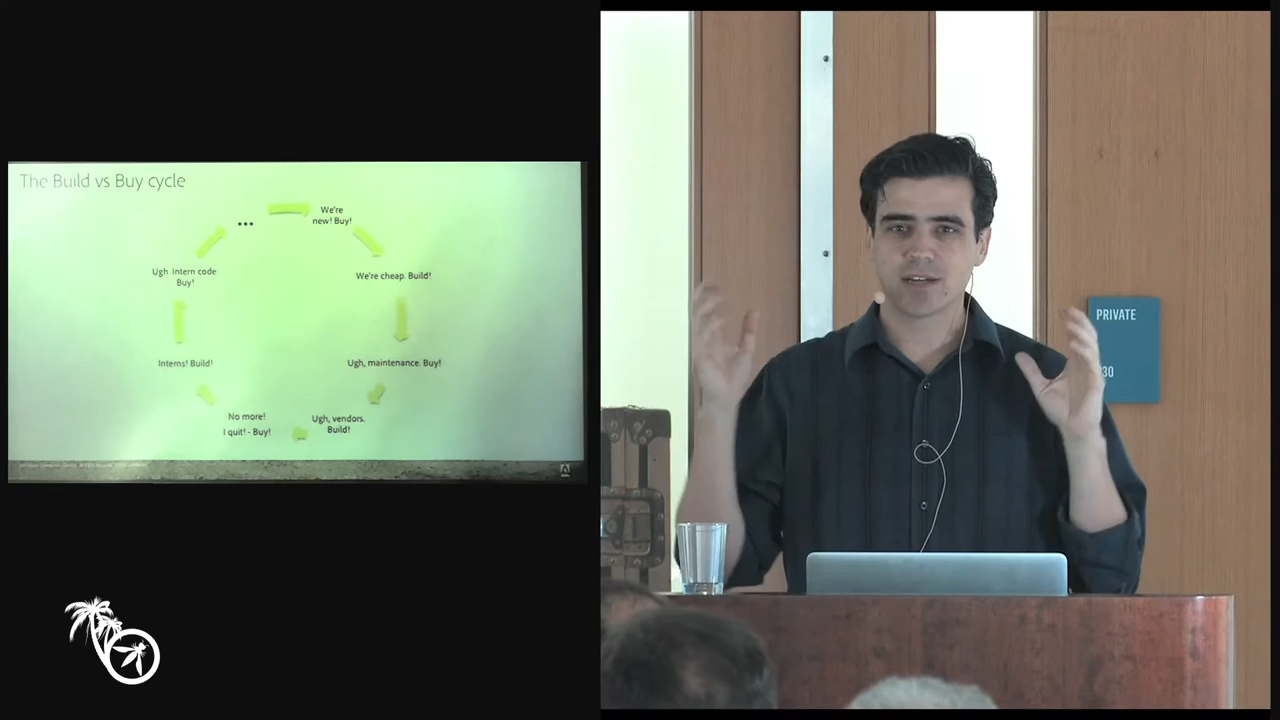 The Build vs Buy cycle
...
We're
new! Buy!
We're cheap. Build!
Ugh, maintenance. Buy!
Ugh, vendors.
Build!
No more!
I quit! - Buy!
Interns! Build!
Ugh Intern code
Buy!
PRIVATE
30